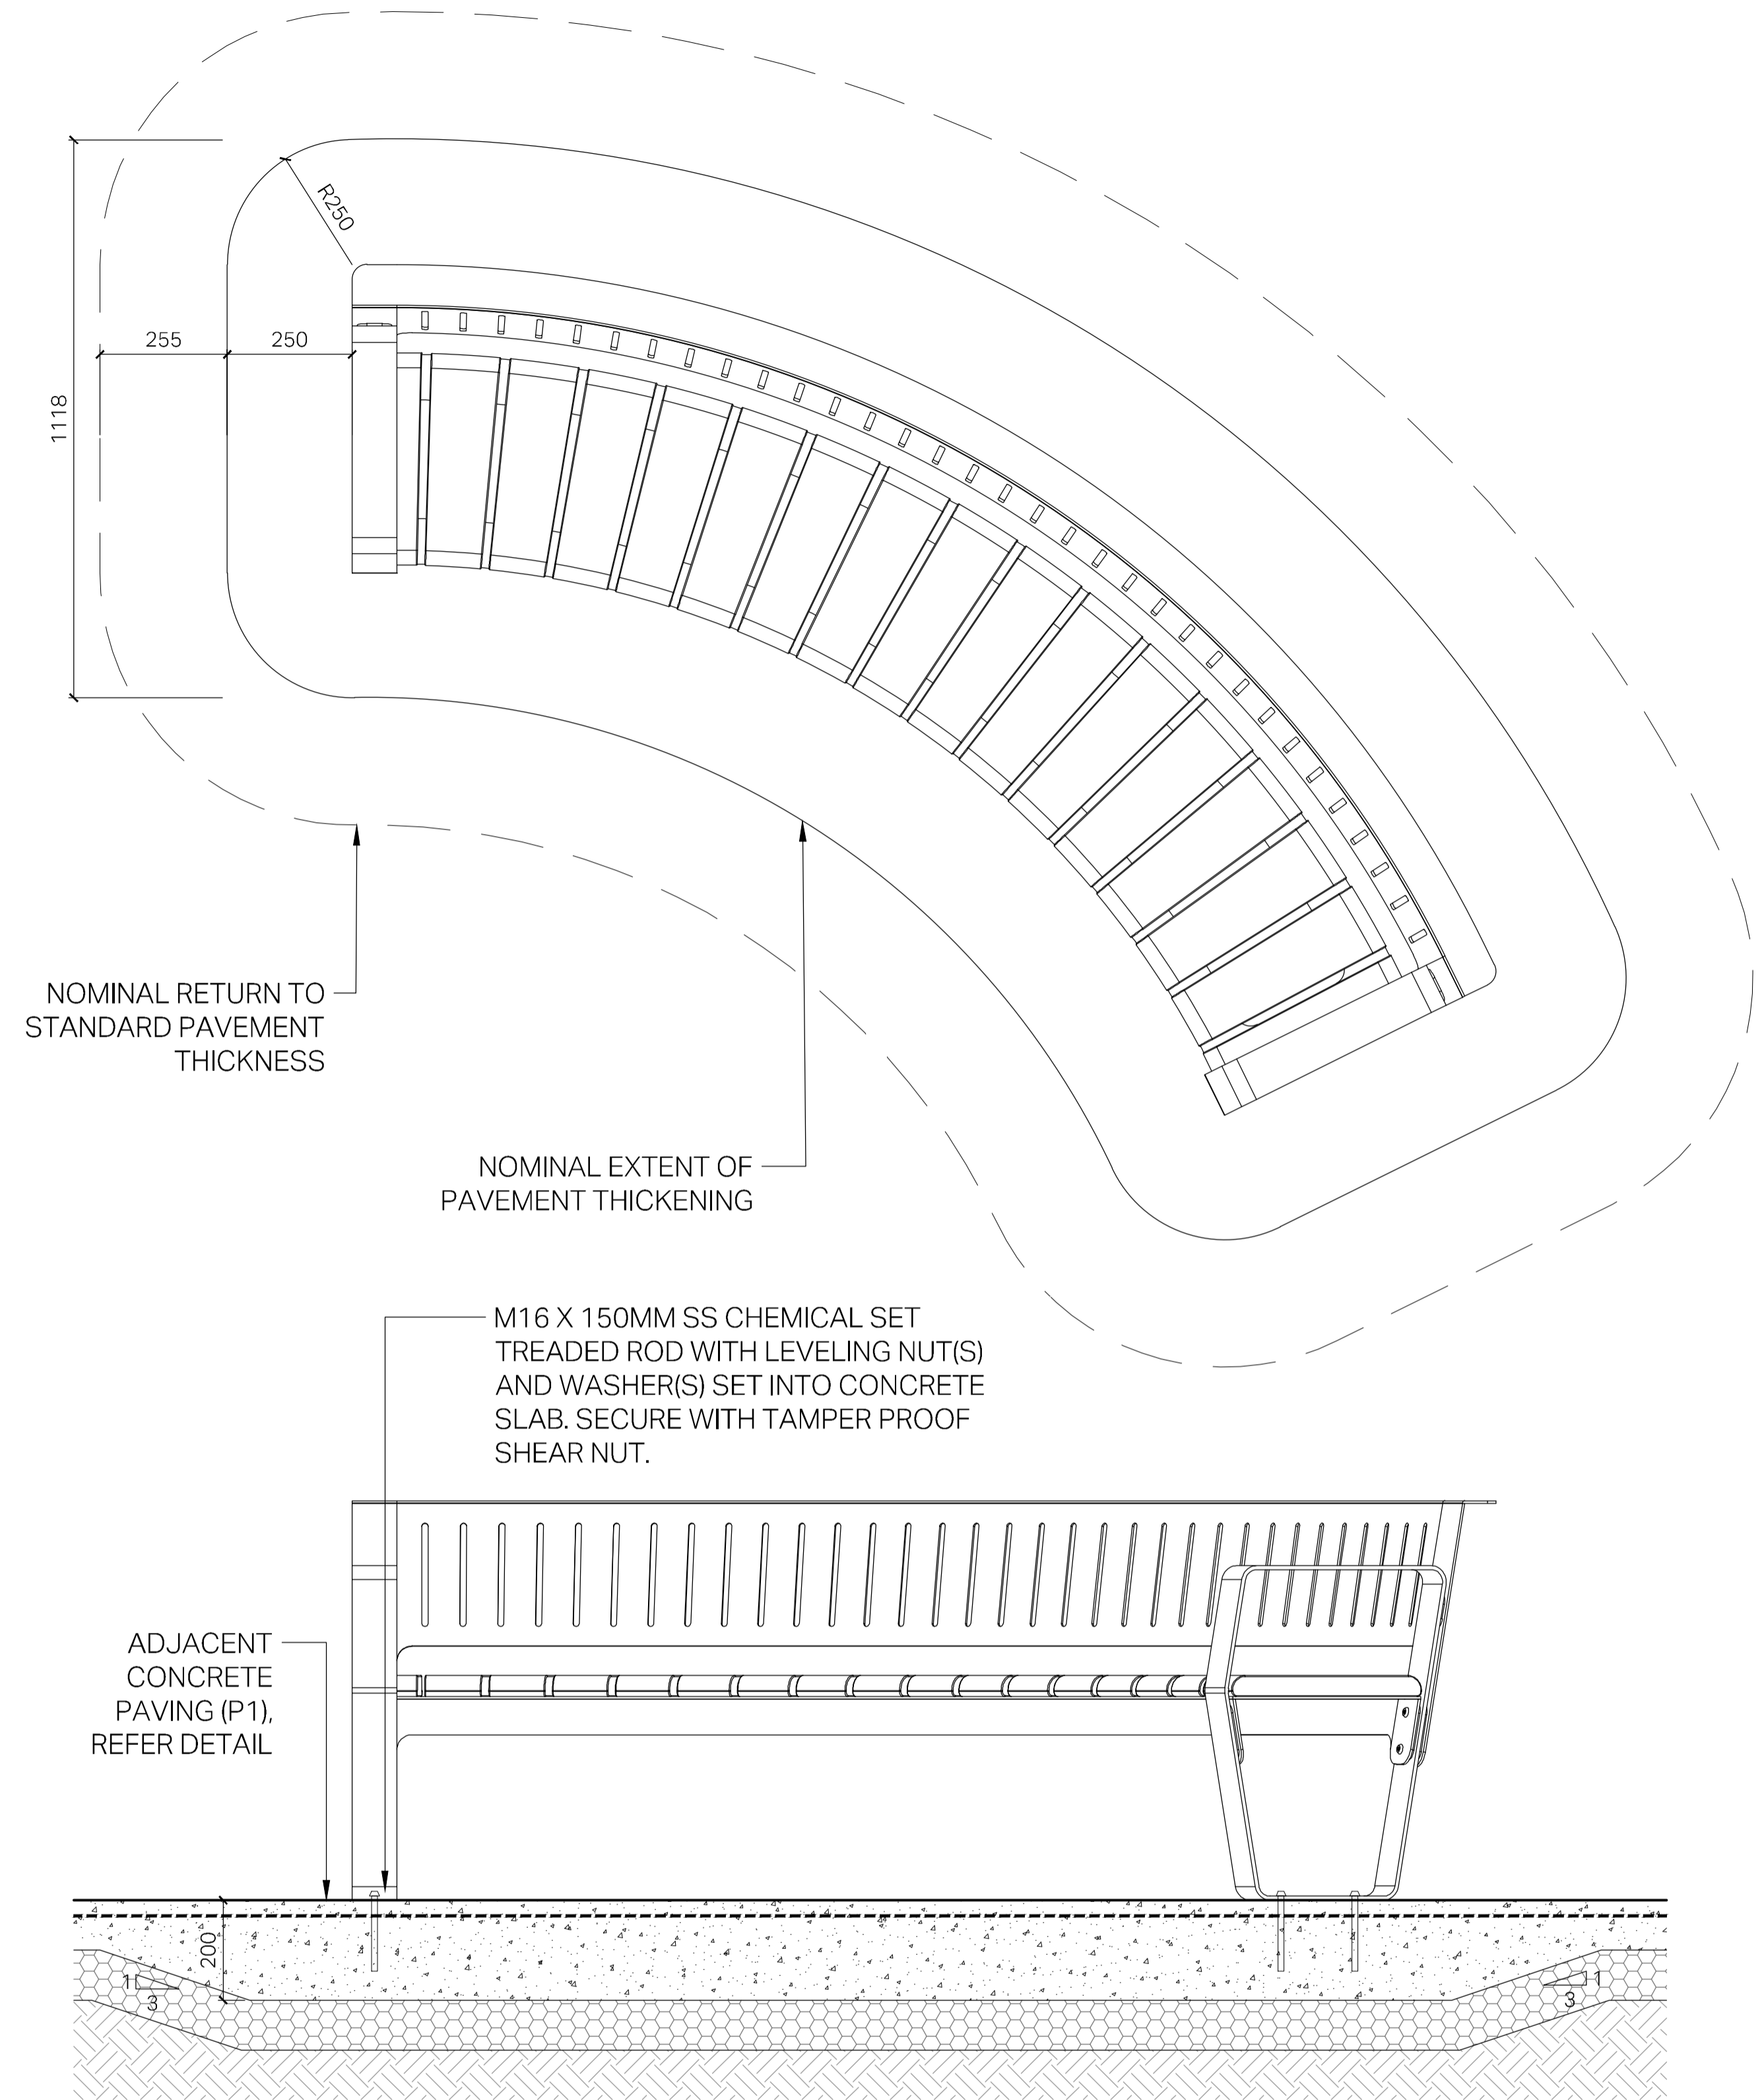 R250
255
250
1118
NOMINAL RETURN TO
STANDARD PAVEMENT
THICKNESS
NOMINAL EXTENT OF
PAVEMENT THICKENING
M16 X 150MM SS CHEMICAL SET
TREADED ROD WITH LEVELING NUT(S)
AND WASHER(S) SET INTO CONCRETE
SLAB. SECURE WITH TAMPER PROOF
SHEAR NUT.
ADJACENT
CONCRETE
PAVING (P1),
REFER DETAIL
200
1
3
1
3